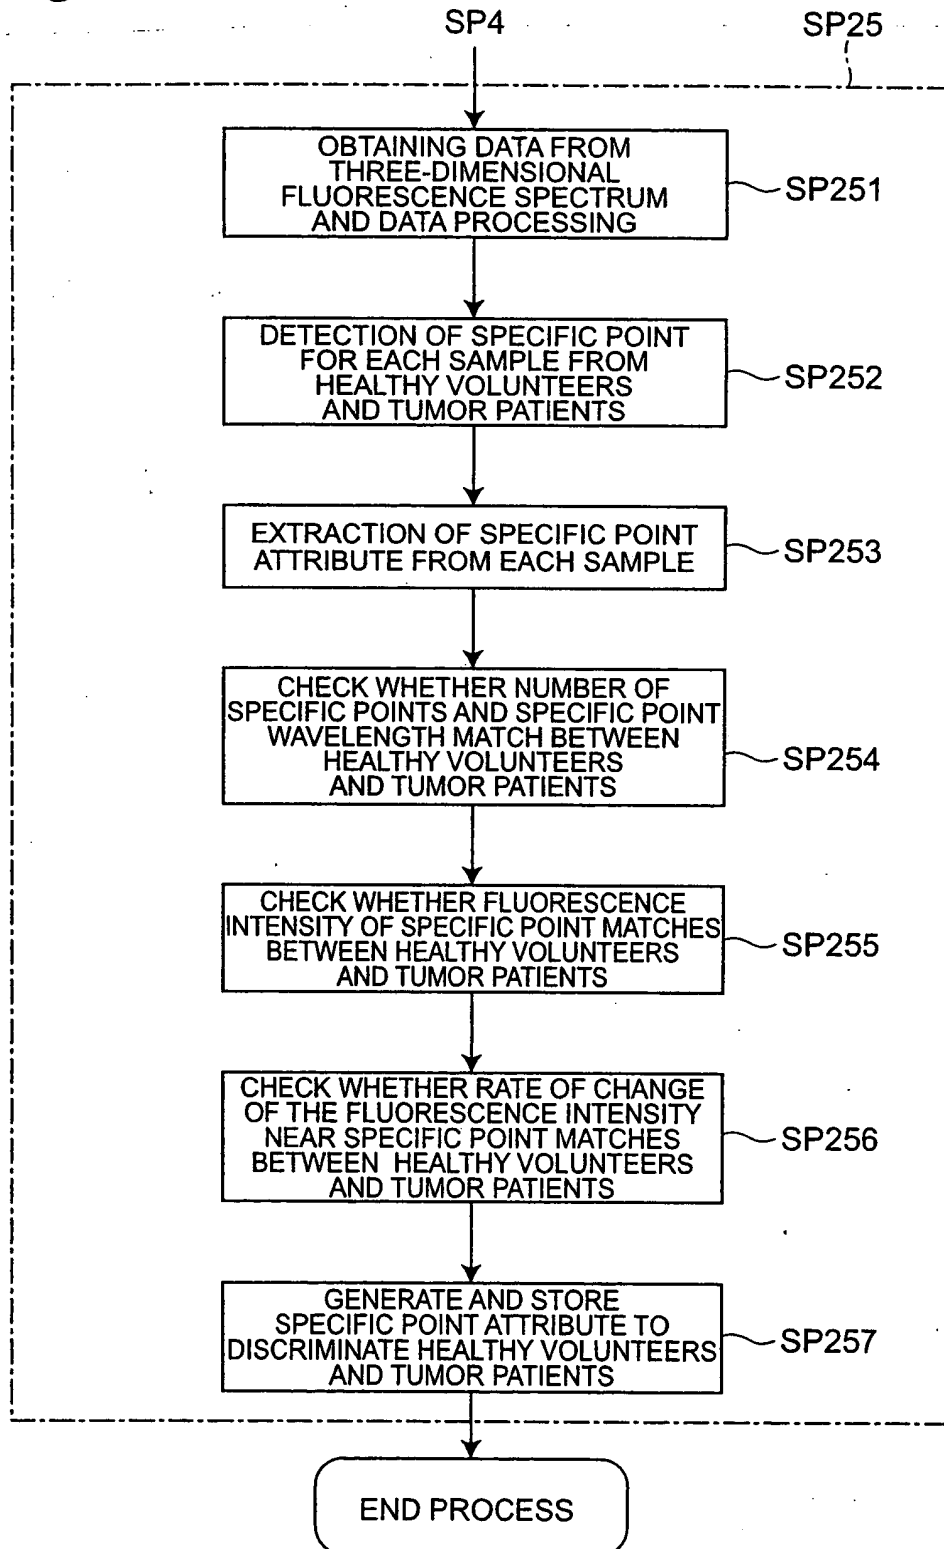 SP4
SP25
OBTAINING DATA FROM
THREE-DIMENSIONAL
FLUORESCENCE SPECTRUM
AND DATA PROCESSING
SP251
DETECTION OF SPECIFIC POINT
FOR EACH SAMPLE FROM
HEALTHY VOLUNTEERS
AND TUMOR PATIENTS
SP252
EXTRACTION OF SPECIFIC POINT
ATTRIBUTE FROM EACH SAMPLE
SP253
CHECK WHETHER NUMBER OF
SPECIFIC POINTS AND SPECIFIC POINT
WAVELENGTH MATCH BETWEEN
HEALTHY VOLUNTEERS
AND TUMOR PATIENTS
SP254
CHECK WHETHER FLUORESCENCE
INTENSITY OF SPECIFIC POINT MATCHES
BETWEEN HEALTHY VOLUNTEERS
AND TUMOR PATIENTS
SP255
CHECK WHETHER RATE OF CHANGE
OF THE FLUORESCENCE INTENSITY
NEAR SPECIFIC POINT MATCHES
BETWEEN HEALTHY VOLUNTEERS
AND TUMOR PATIENTS
SP256
GENERATE AND STORE
SPECIFIC POINT ATTRIBUTE TO
DISCRIMINATE HEALTHY VOLUNTEERS
AND TUMOR PATIENTS
SP257
END PROCESS